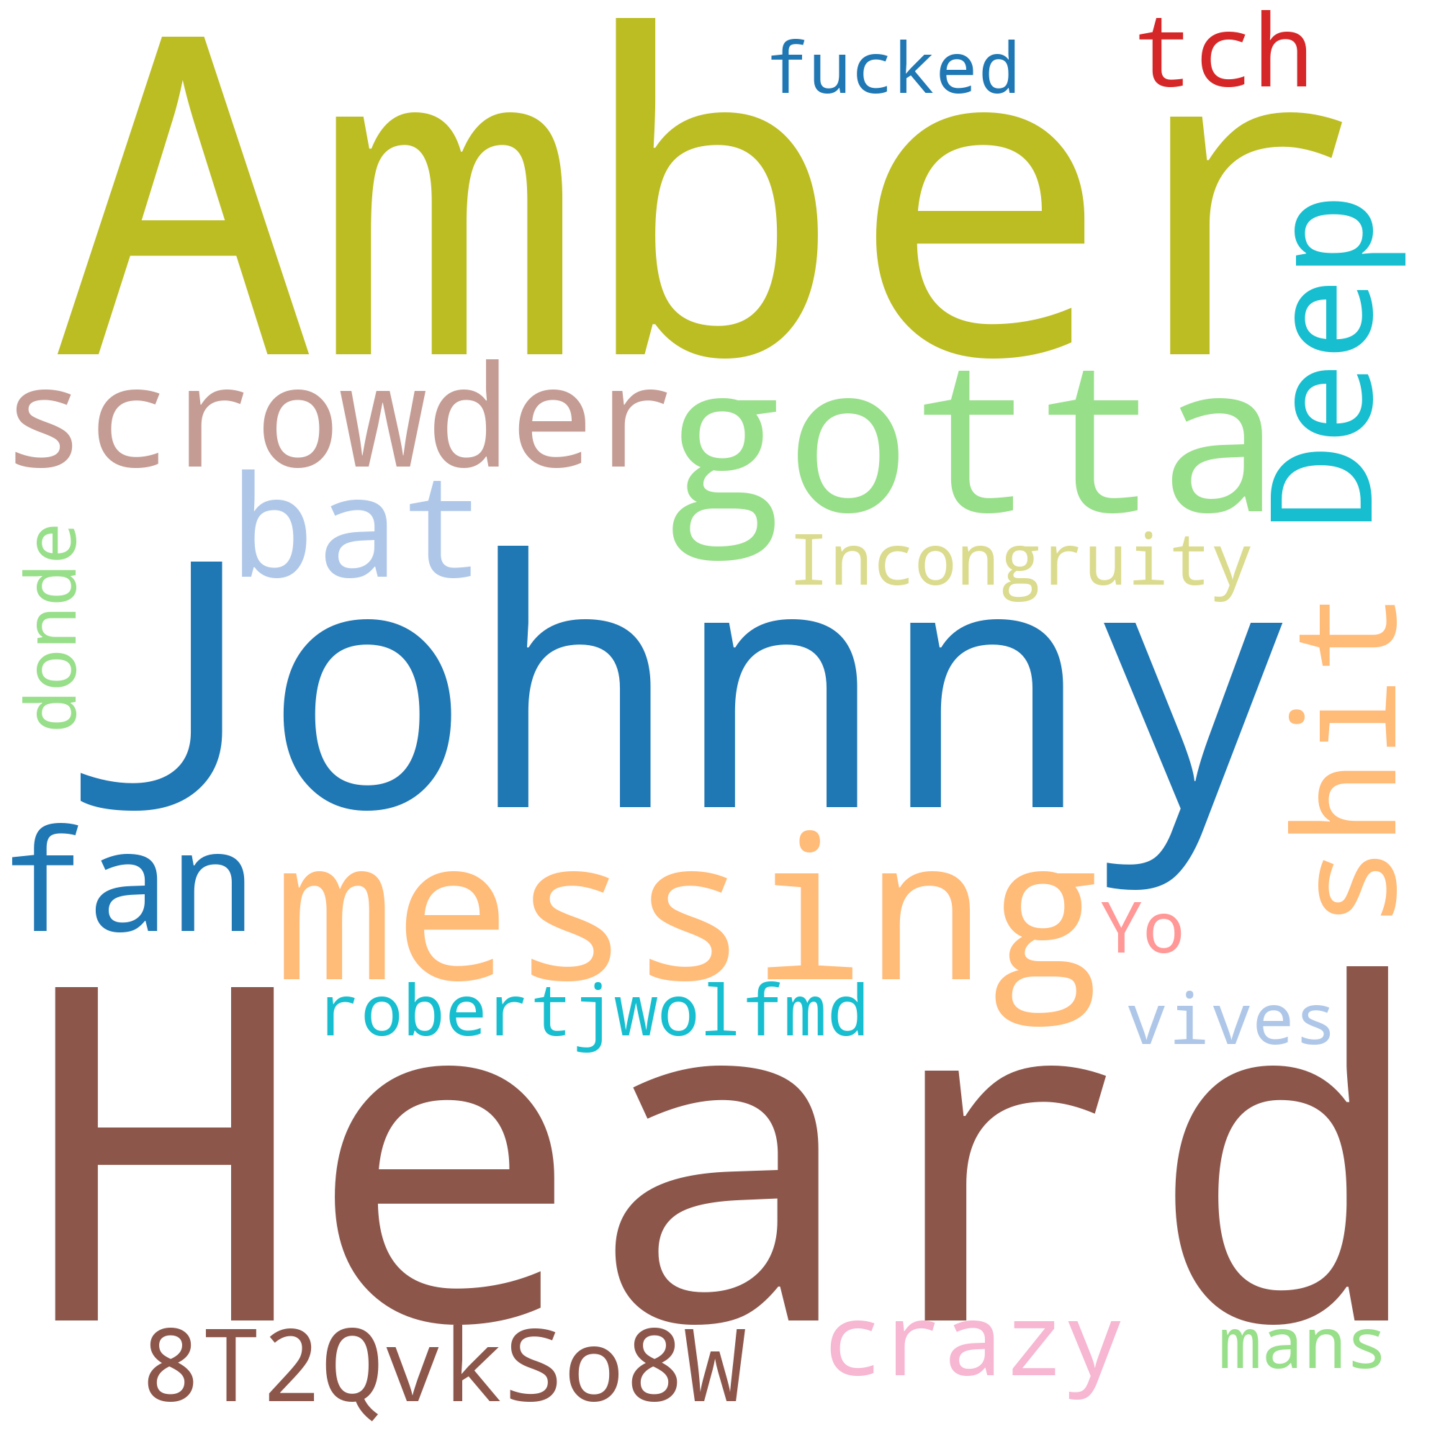 fucked
tch
Amber
Deep
scrowder
gotta
bat
Incongruity
donde
Johnny
shit
fan
messing
Yo
robertjwolfmd
vives
Heard
8T2QvkSo8W
crazy
mans